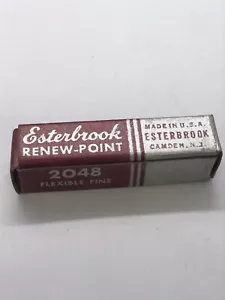 Esterbrook
RENEW-POINT
MADE IN U.S.A.
ESTERBROOK
CAMDEN, N.J.
2048
FLEXIBLE FINE